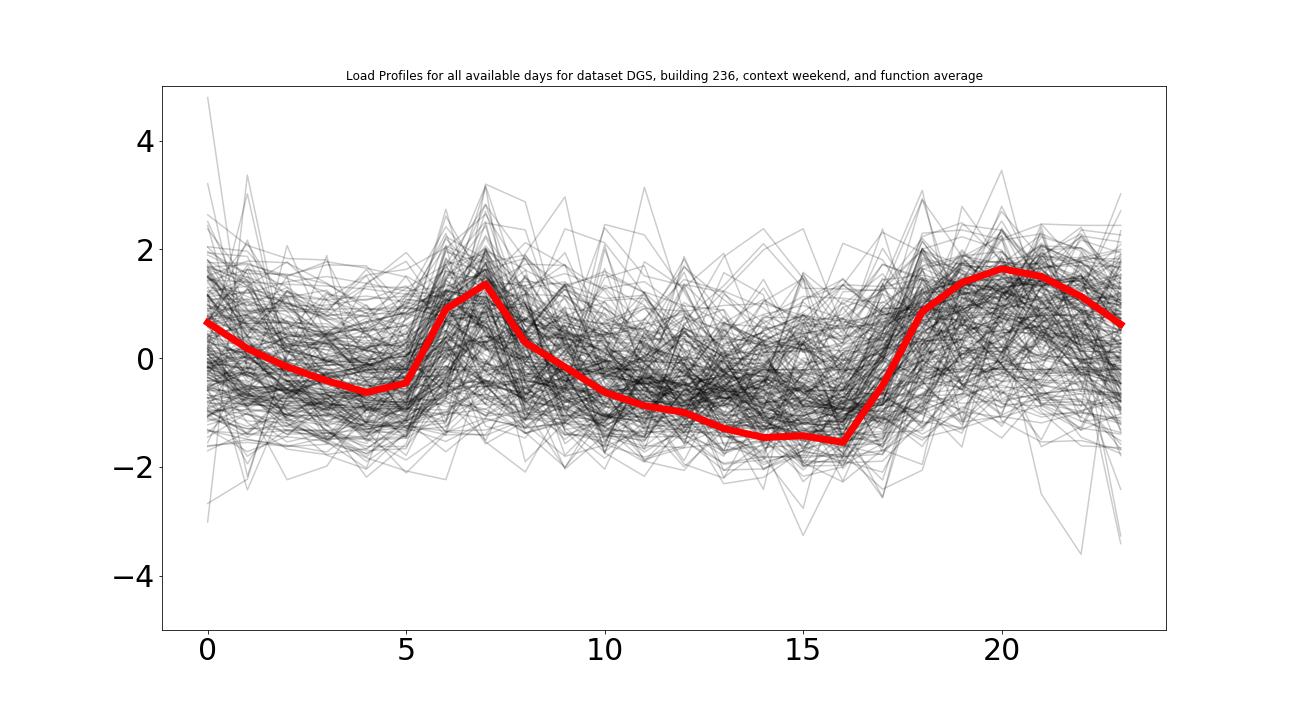 Load Profiles for all available days for dataset DGS, building 236, context weekend, and function average
4
2
0
−2
−4
0 5 10 15 20